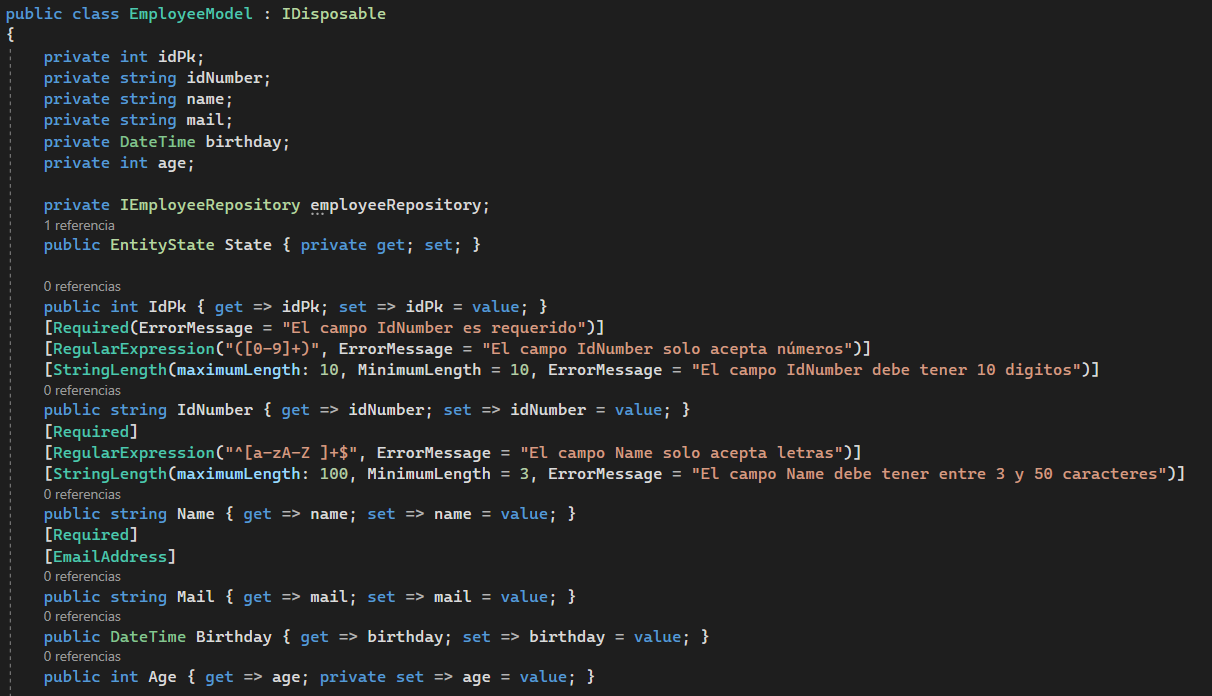 public class EmployeeModel : IDisposable
{
private int idPk;
private string idNumber;
private string name;
private string mail;
private DateTime birthday;
private int age;
private IEmployeeRepository employeeRepository;
1 referencia
public EntityState State { private get; set; }
0 referencias
public int IdPk { get => idPk; set => idPk = value; }
[Required(ErrorMessage = "El campo IdNumber es requerido")]
[RegularExpression("([0-9]+)", ErrorMessage = "El campo IdNumber solo acepta números")]
[StringLength(maximumLength: 10, MinimumLength = 10, ErrorMessage = "El campo IdNumber debe tener 10 digitos")]
0 referencias
public string IdNumber { get => idNumber; set => idNumber = value; }
[Required]
[RegularExpression("^[a-zA-Z ]+$", ErrorMessage = "El campo Name solo acepta letras")]
[StringLength(maximumLength: 100, MinimumLength = 3, ErrorMessage = "El campo Name debe tener entre 3 y 50 caracteres")]
0 referencias
public string Name { get => name; set => name = value; }
[Required]
[EmailAddress]
0 referencias
public string Mail { get => mail; set => mail = value; }
0 referencias
public DateTime Birthday { get => birthday; set => birthday = value; }
0 referencias
public int Age { get => age; private set => age = value; }